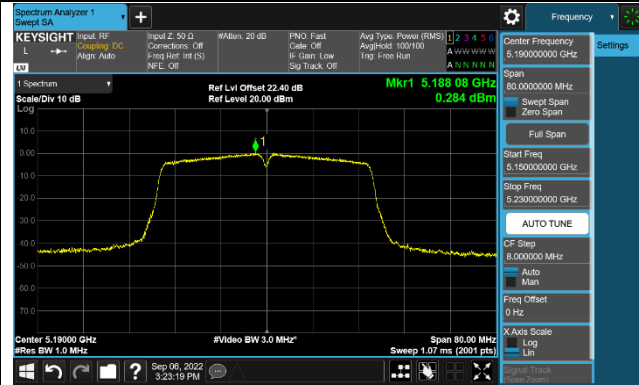 Spectrum Analyzer 1
Swept SA
+
Frequency
KEYSIGHT
L
LXI
Input: RF
Coupling: DC
Align: Auto
Input Z: 50 Ω
Corrections: Off
Freq Ref: Int (S)
NFE: Off
#Atten: 20 dB
PNO: Fast
Gate: Off
IF Gain: Low
Sig Track: Off
Avg Type: Power (RMS)
Avg|Hold: 100/100
Trig: Free Run
1 2 3 4 5 6
A W W W W W
A N N N N N
Center Frequency
5.190000000 GHz
Settings
Span
80.0000000 MHz
Swept Span
Zero Span
Full Span
Start Freq
5.150000000 GHz
Stop Freq
5.230000000 GHz
AUTO TUNE
CF Step
8.000000 MHz
Auto
Man
Freq Offset
0 Hz
X Axis Scale
Log
Lin
Signal Track
(Span Zoom)
1 Spectrum
Scale/Div 10 dB
Log
Ref Lvl Offset 22.40 dB
Ref Level 20.00 dBm
Mkr1 5.188 08 GHz
0.284 dBm
1
10.0
0.00
-10.0
-20.0
-30.0
-40.0
-50.0
-60.0
-70.0
Center 5.19000 GHz
#Res BW 1.0 MHz
#Video BW 3.0 MHz*
Span 80.00 MHz
Sweep 1.07 ms (2001 pts)
?
Sep 06, 2022
3:23:19 PM